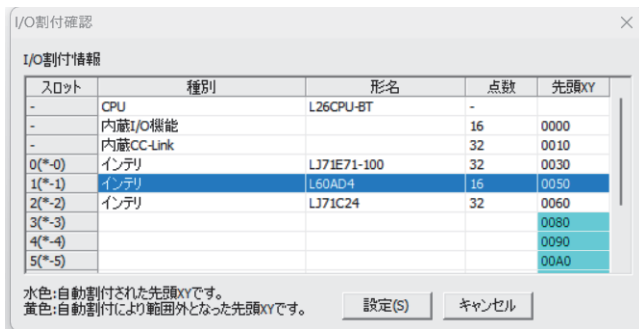 I/O割付確認
I/O割付情報
スロット 種別 形名 点数 先頭XY
- CPU L26CPU-BT -
- 内蔵I/O機能 16 0000
- 内蔵CC-Link 32 0010
0(*-0) インテリ LJ71E71-100 32 0030
1(*-1) インテリ L60AD4 16 0050
2(*-2) インテリ LJ71C24 32 0060
3(*-3) 0080
4(*-4) 0090
5(*-5) 00A0
水色:自動割付された先頭XYです。
黄色:自動割付により範囲外となった先頭XYです。
設定(S) キャンセル